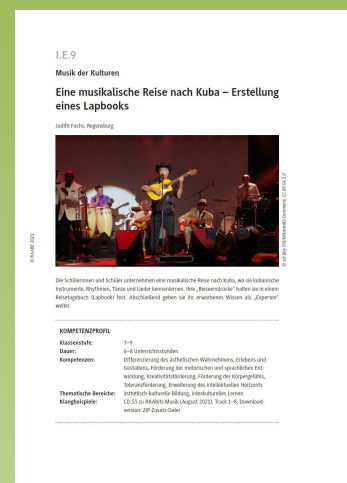 I.E.9
Musik der Kulturen
Eine musikalische Reise nach Kuba – Erstellung
eines Lapbooks
Judith Fuchs, Regensburg
© RAABE 2021
Die Schülerinnen und Schüler unternehmen eine musikalische Reise nach Kuba, wo sie kubanische
Instrumente, Rhythmen, Tänze und Lieder kennenlernen. Ihre „Reiseeindrücke“ halten sie in einem
Reisetagebuch (Lapbook) fest. Abschließend geben sie ihr erworbenes Wissen als „Experten“
weiter.
KOMPETENZPROFIL
Klassenstufe: 7–9
Dauer: 6–8 Unterrichtsstunden
Kompetenzen: Differenzierung des ästhetischen Wahrnehmens, Erlebens und
Gestaltens, Förderung der motorischen und sprachlichen Ent-
wicklung, Kreativitätsförderung, Förderung der Körpergefühls,
Toleranzförderung, Erweiterung des intellektuellen Horizonts
Thematische Bereiche: ästhetisch-kulturelle Bildung, interkulturelles Lernen
Klangbeispiele: CD 53 zu RAAbits Musik (August 2021), Track 1–8, Download-
version: ZIP-Zusatz-Datei